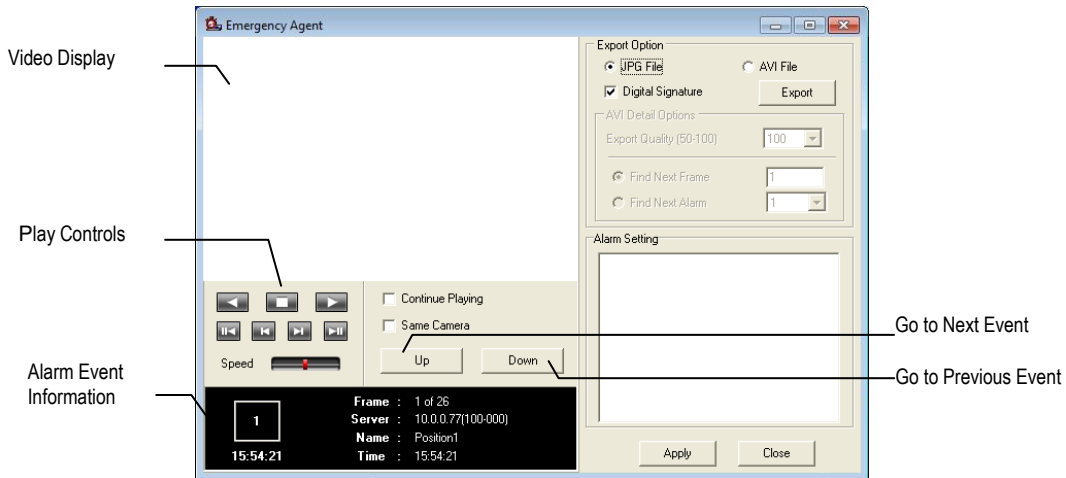 Emergency Agent
Video Display
Export Option
JPG File
AVI File
Digital Signature
Export
AVI Detail Options
Export Quality (50-100)
100
Find Next Frame
1
Find Next Alarm
1
Play Controls
Alarm Setting
Continue Playing
Same Camera
Go to Next Event
Speed
Up
Down
Go to Previous Event
Alarm Event
Information
1
15:54:21
Frame : 1 of 26
Server : 10.0.0.77(100-000)
Name : Position1
Time : 15:54:21
Apply
Close